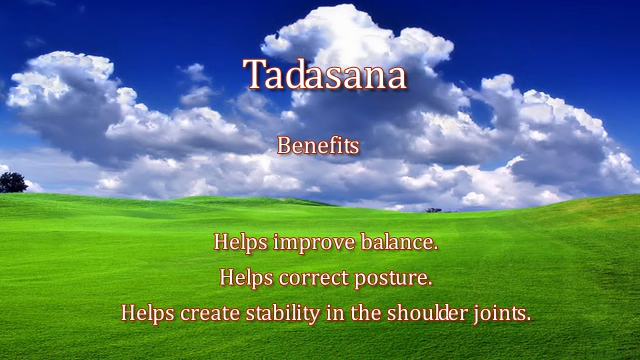 Tadasana
Benefits
Helps improve balance.
Helps correct posture.
Helps create stability in the shoulder joints.